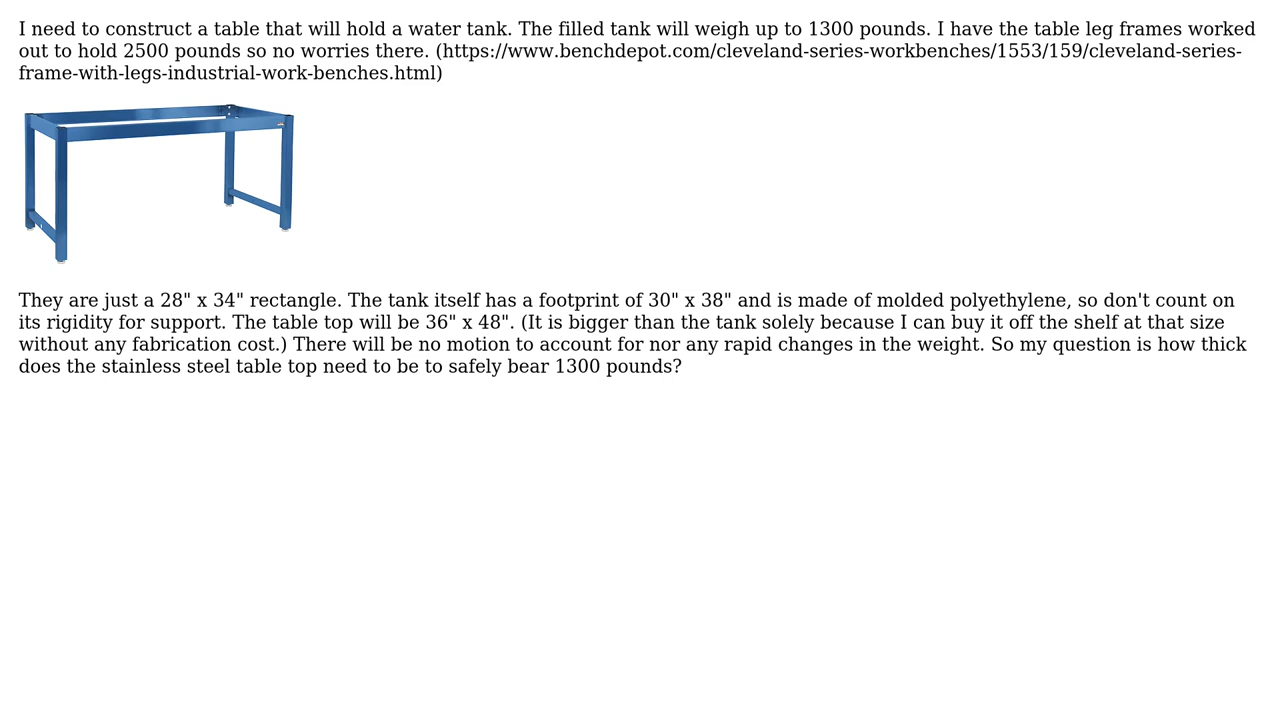 I need to construct a table that will hold a water tank. The filled tank will weigh up to 1300 pounds. I have the table leg frames worked
out to hold 2500 pounds so no worries there. (https://www.benchdepot.com/cleveland-series-workbenches/1553/159/cleveland-series-
frame-with-legs-industrial-work-benches.html)
They are just a 28" x 34" rectangle. The tank itself has a footprint of 30" x 38" and is made of molded polyethylene, so don't count on
its rigidity for support. The table top will be 36" x 48". (It is bigger than the tank solely because I can buy it off the shelf at that size
without any fabrication cost.) There will be no motion to account for nor any rapid changes in the weight. So my question is how thick
does the stainless steel table top need to be to safely bear 1300 pounds?